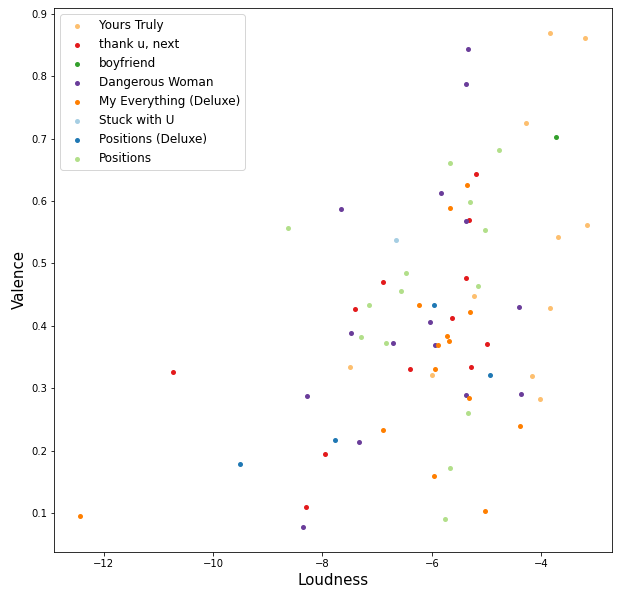 0.9
0.8
0.7
0.6
0.5
0.4
0.3
0.2
0.1
Valence
Yours Truly
thank u, next
boyfriend
Dangerous Woman
My Everything (Deluxe)
Stuck with U
Positions (Deluxe)
Positions
−12 −10 −8 −6 −4
Loudness